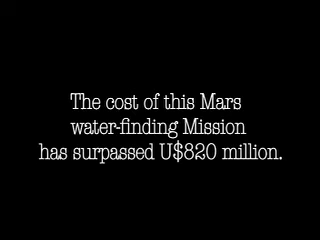 The cost of this Mars
water-finding Mission
has surpassed U$820 million.